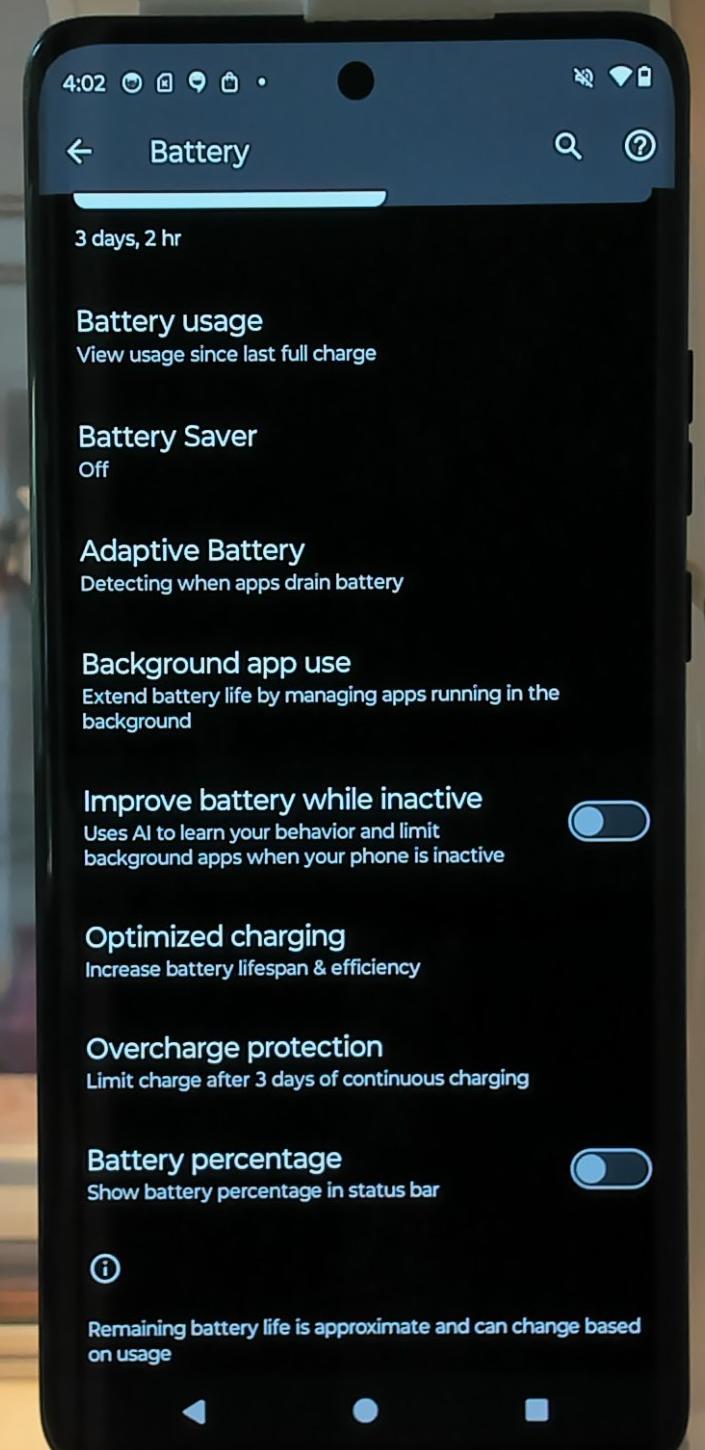 4:02
Battery
3 days, 2 hr
Battery usage
View usage since last full charge
Battery Saver
Off
Adaptive Battery
Detecting when apps drain battery
Background app use
Extend battery life by managing apps running in the
background
Improve battery while inactive
Uses AI to learn your behavior and limit
background apps when your phone is inactive
Optimized charging
Increase battery lifespan & efficiency
Overcharge protection
Limit charge after 3 days of continuous charging
Battery percentage
Show battery percentage in status bar
Remaining battery life is approximate and can change based
on usage